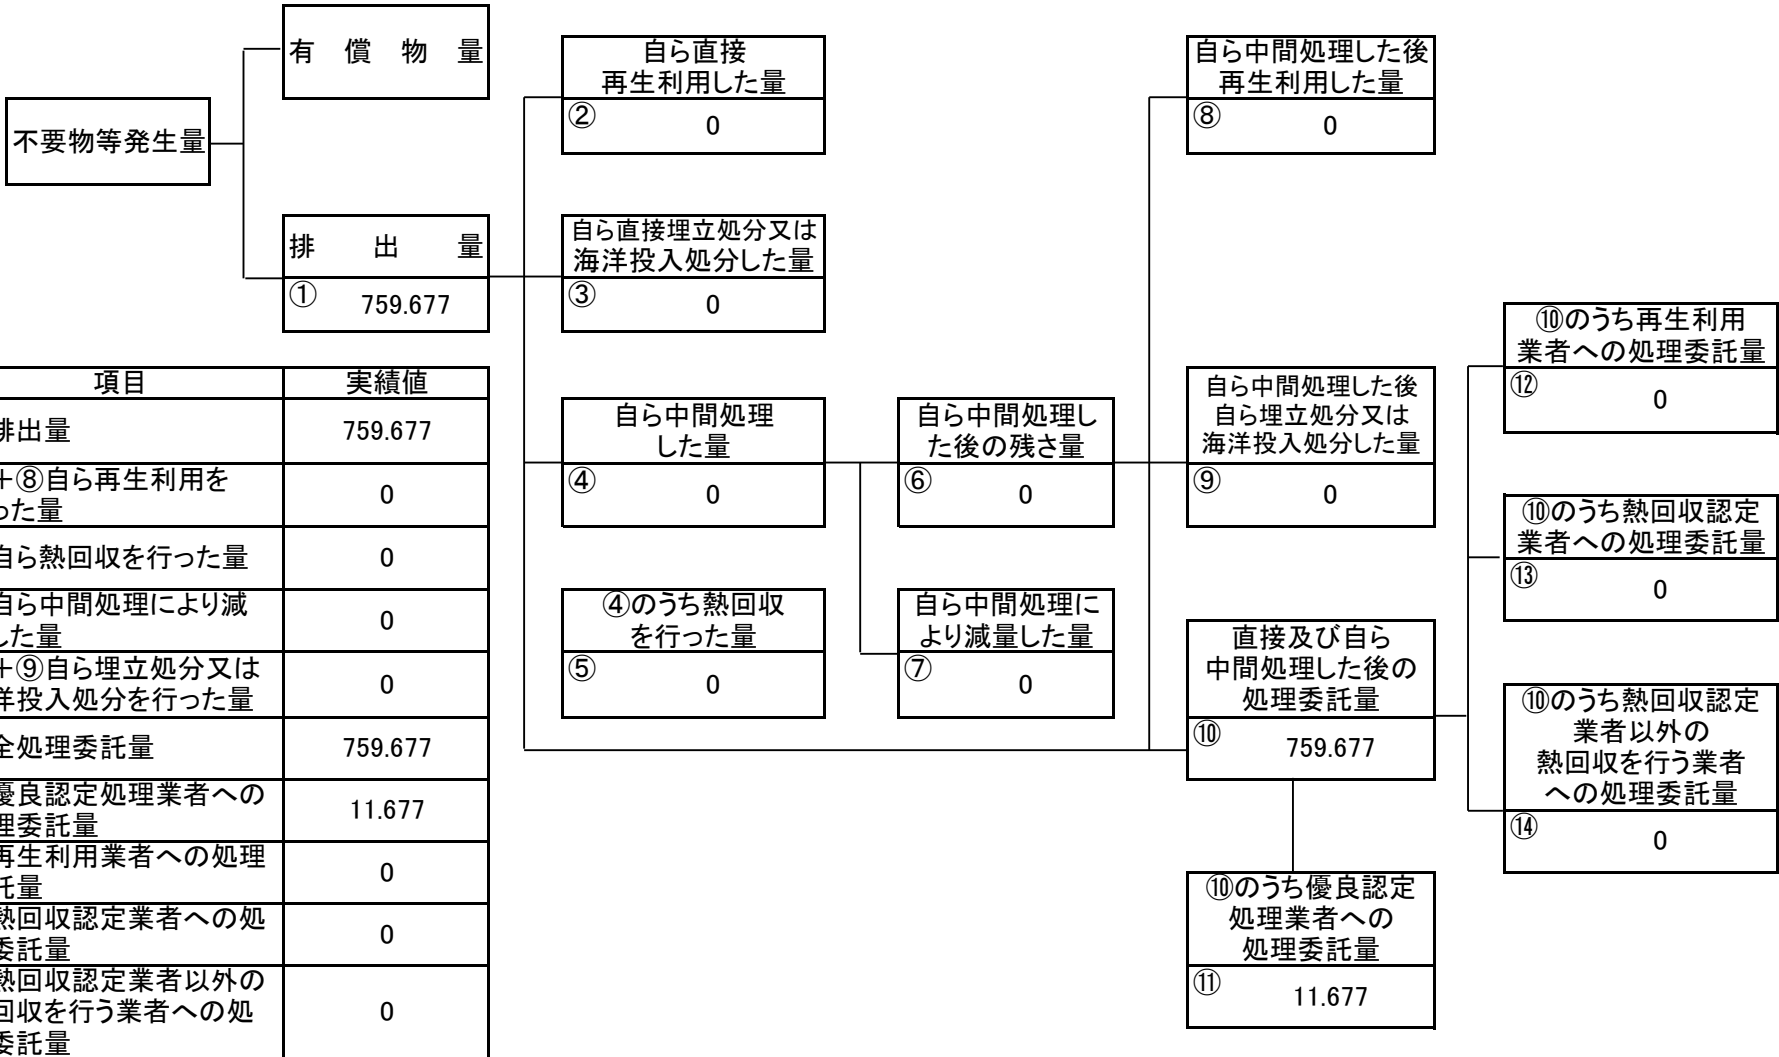 有償物量
不要物等発生量
排出量
① 759.677
自ら直接
再生利用した量
② 0
自ら直接埋立処分又は
海洋投入処分した量
③ 0
自ら中間処理
した量
④ 0
④のうち熱回収
を行った量
⑤ 0
自ら中間処理し
た後の残さ量
⑥ 0
自ら中間処理に
より減量した量
⑦ 0
自ら中間処理した後
再生利用した量
⑧ 0
自ら中間処理した後
自ら埋立処分又は
海洋投入処分した量
⑨ 0
直接及び自ら
中間処理した後の
処理委託量
⑩ 759.677
⑩のうち優良認定
処理業者への
処理委託量
⑪ 11.677
⑩のうち再生利用
業者への処理委託量
⑫ 0
⑩のうち熱回収認定
業者への処理委託量
⑬ 0
⑩のうち熱回収認定
業者以外の
熱回収を行う業者
への処理委託量
⑭ 0
項目 実績値
排出量 759.677
+⑧自ら再生利用を
った量 0
自ら熱回収を行った量 0
自ら中間処理により減
した量 0
+⑨自ら埋立処分又は
洋投入処分を行った量 0
全処理委託量 759.677
優良認定処理業者への
理委託量 11.677
再生利用業者への処理
託量 0
熱回収認定業者への処
委託量 0
熱回収認定業者以外の
回収を行う業者への処
委託量 0